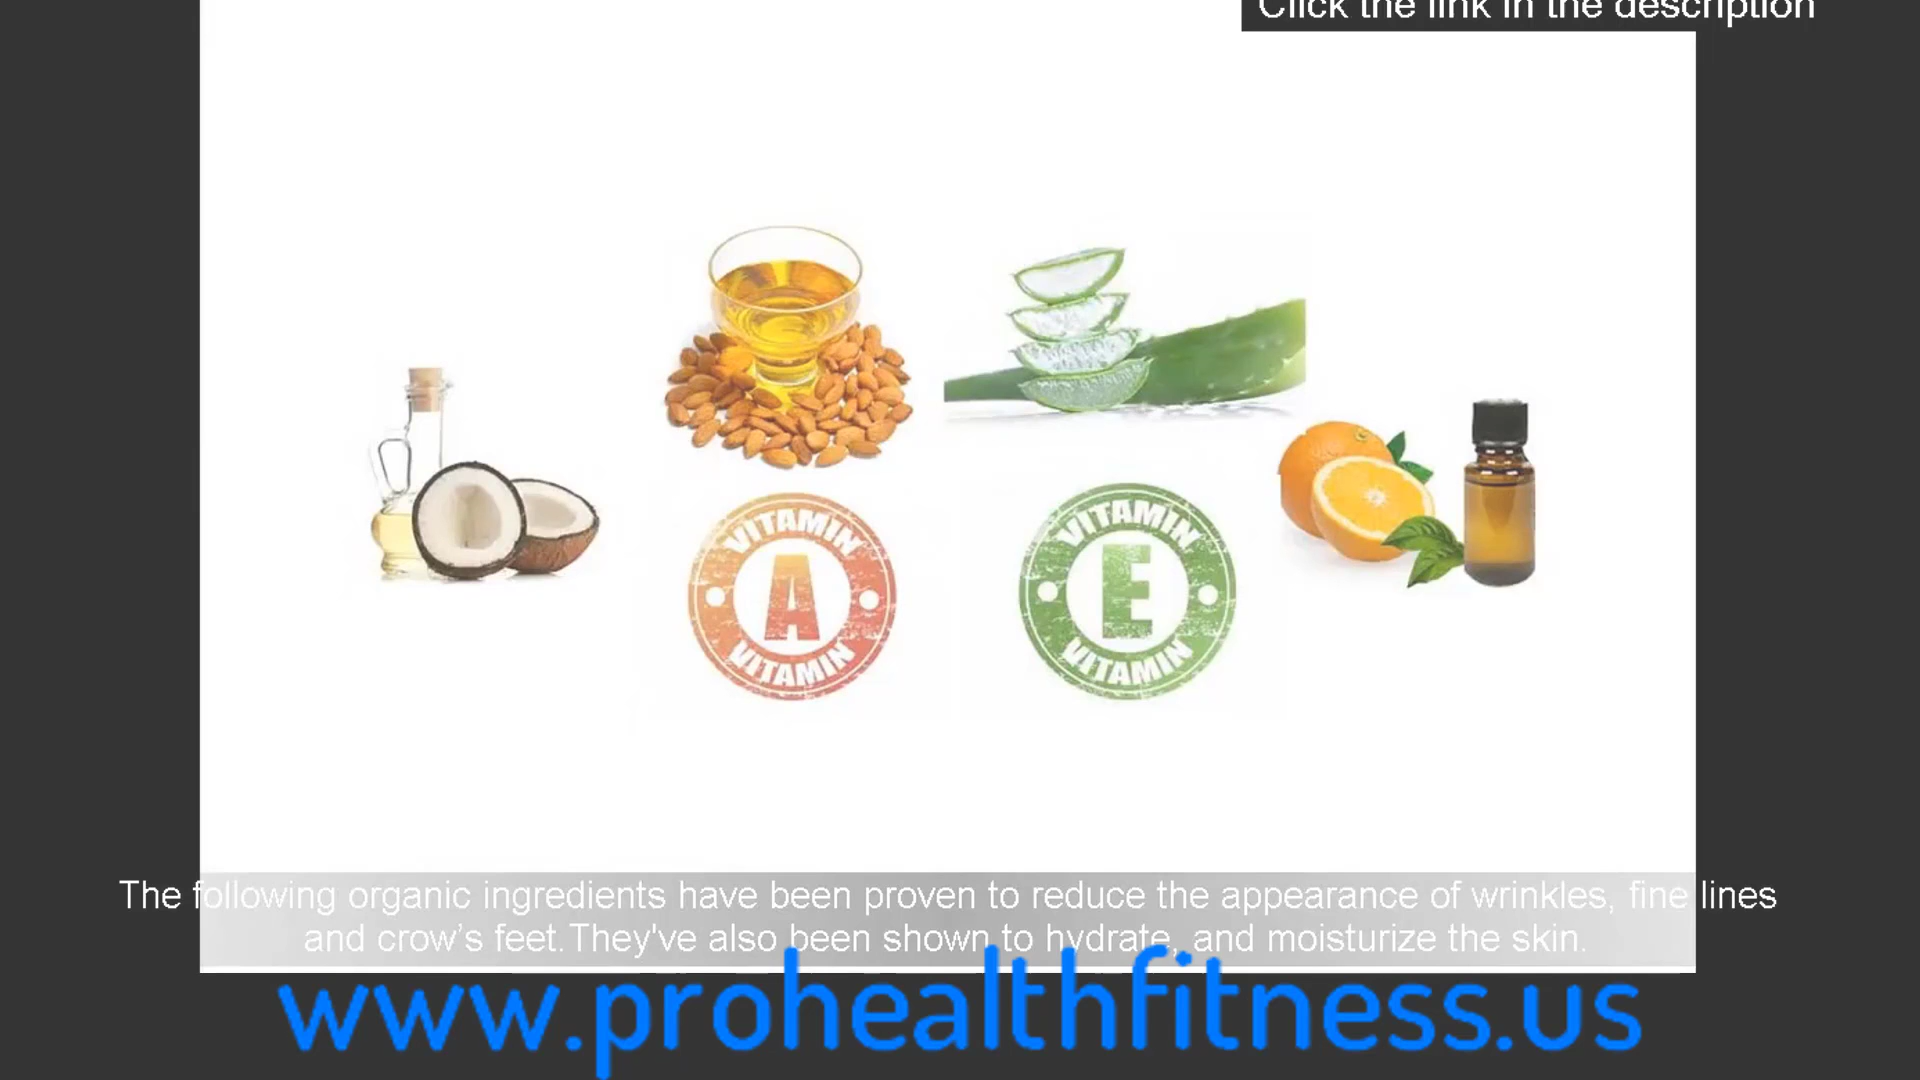 Click the link in the description
VITAMIN
A
VITAMIN
VITAMIN
E
VITAMIN
The following organic ingredients have been proven to reduce the appearance of wrinkles, fine lines
and crow’s feet.They've also been shown to hydrate, and moisturize the skin.
www.prohealthfitness.us